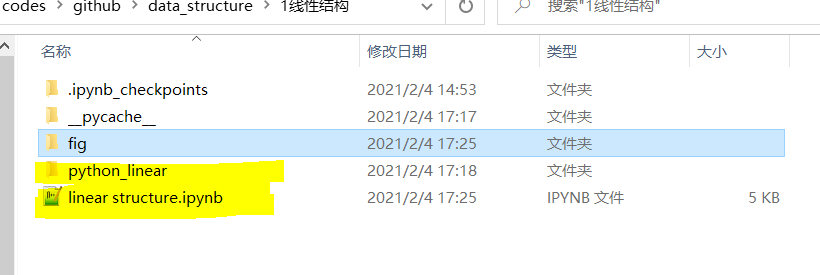 codes > github > data_structure > 1线性结构 搜索"1线性结构"
名称 修改日期 类型 大小
.ipynb_checkpoints 2021/2/4 14:53 文件夹
__pycache__ 2021/2/4 17:17 文件夹
fig 2021/2/4 17:25 文件夹
python_linear 2021/2/4 17:18 文件夹
linear structure.ipynb 2021/2/4 17:25 IPYNB 文件 5 KB